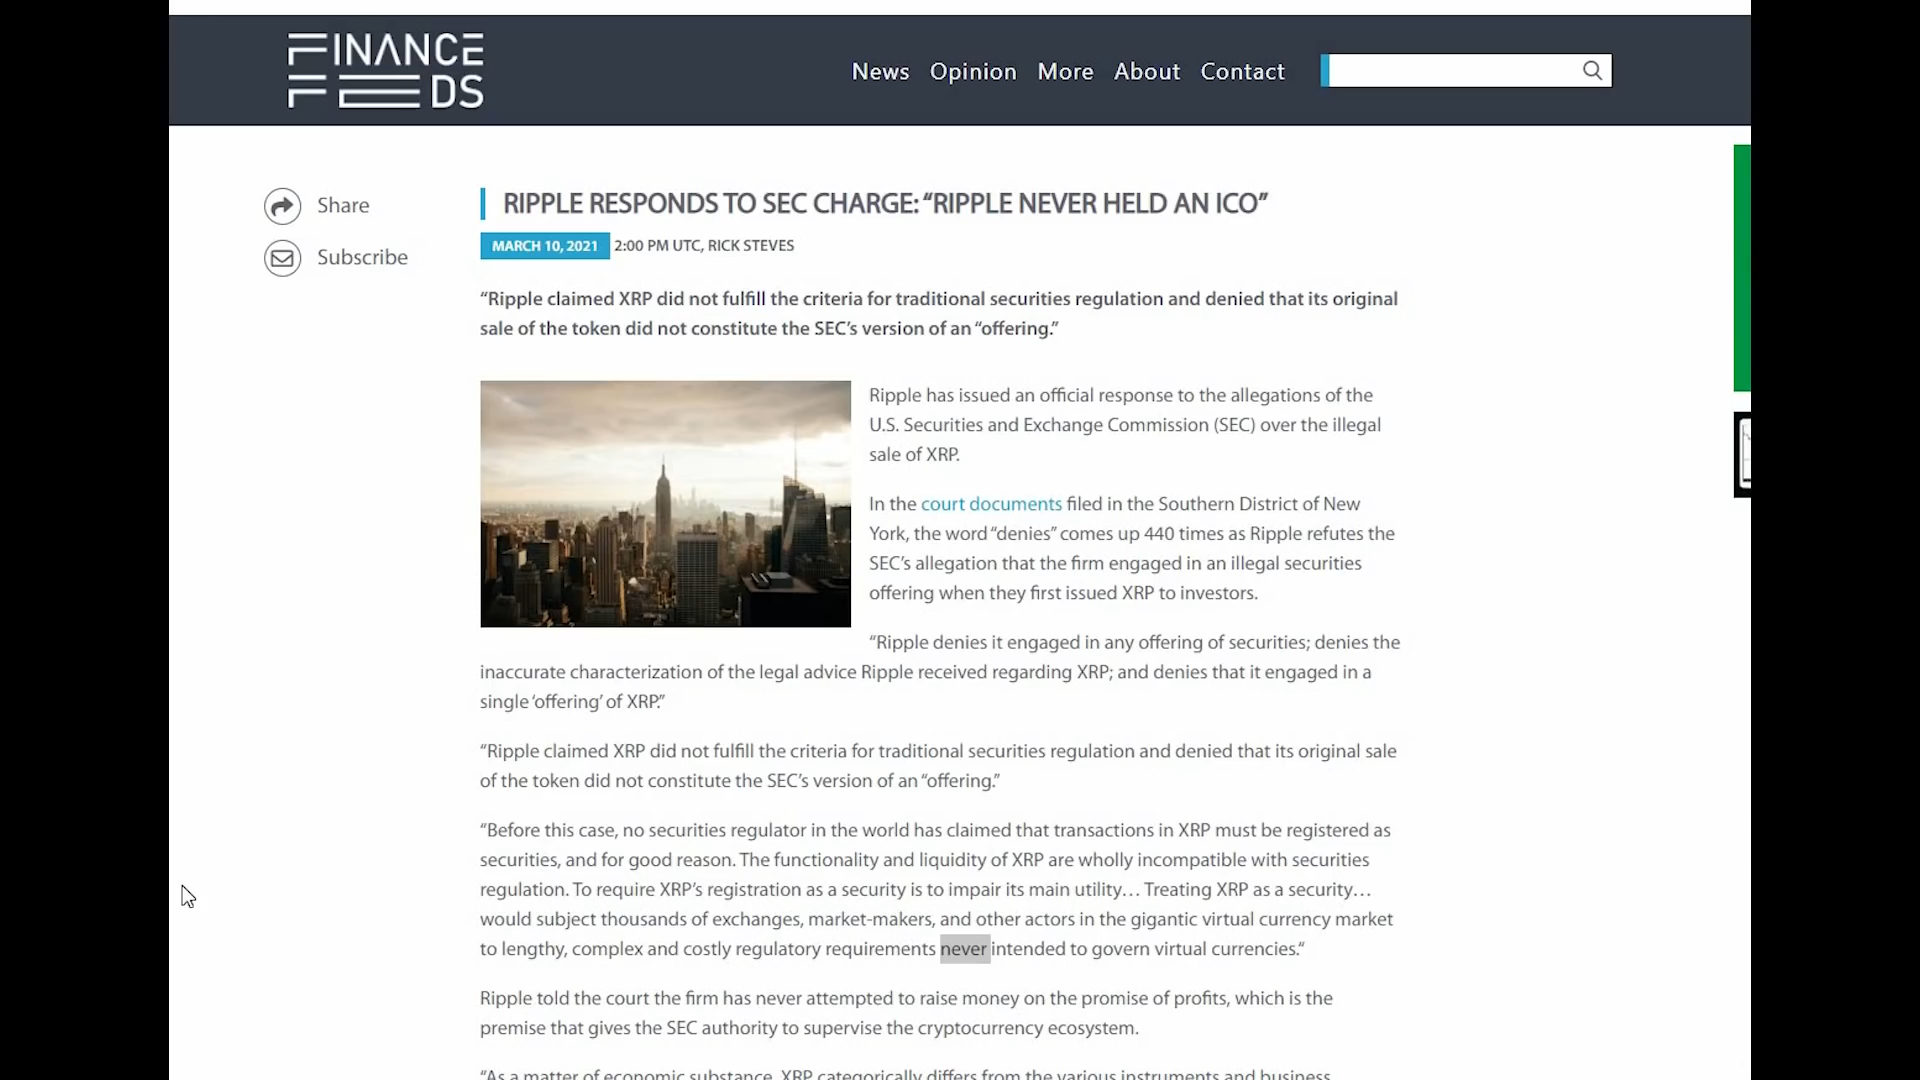 FINANCE
FEEDS
News Opinion More About Contact
Share
Subscribe
RIPPLE RESPONDS TO SEC CHARGE: “RIPPLE NEVER HELD AN ICO”
MARCH 10, 2021 2:00 PM UTC, RICK STEVES
“Ripple claimed XRP did not fulfill the criteria for traditional securities regulation and denied that its original
sale of the token did not constitute the SEC’s version of an “offering.”
Ripple has issued an official response to the allegations of the
U.S. Securities and Exchange Commission (SEC) over the illegal
sale of XRP.
In the court documents filed in the Southern District of New
York, the word “denies” comes up 440 times as Ripple refutes the
SEC’s allegation that the firm engaged in an illegal securities
offering when they first issued XRP to investors.
“Ripple denies it engaged in any offering of securities; denies the
inaccurate characterization of the legal advice Ripple received regarding XRP; and denies that it engaged in a
single ‘offering’ of XRP.”
“Ripple claimed XRP did not fulfill the criteria for traditional securities regulation and denied that its original sale
of the token did not constitute the SEC’s version of an “offering.”
“Before this case, no securities regulator in the world has claimed that transactions in XRP must be registered as
securities, and for good reason. The functionality and liquidity of XRP are wholly incompatible with securities
regulation. To require XRP’s registration as a security is to impair its main utility… Treating XRP as a security…
would subject thousands of exchanges, market-makers, and other actors in the gigantic virtual currency market
to lengthy, complex and costly regulatory requirements never intended to govern virtual currencies.“
Ripple told the court the firm has never attempted to raise money on the promise of profits, which is the
premise that gives the SEC authority to supervise the cryptocurrency ecosystem.
“As a matter of economic substance, XRP categorically differs from the various instruments and business